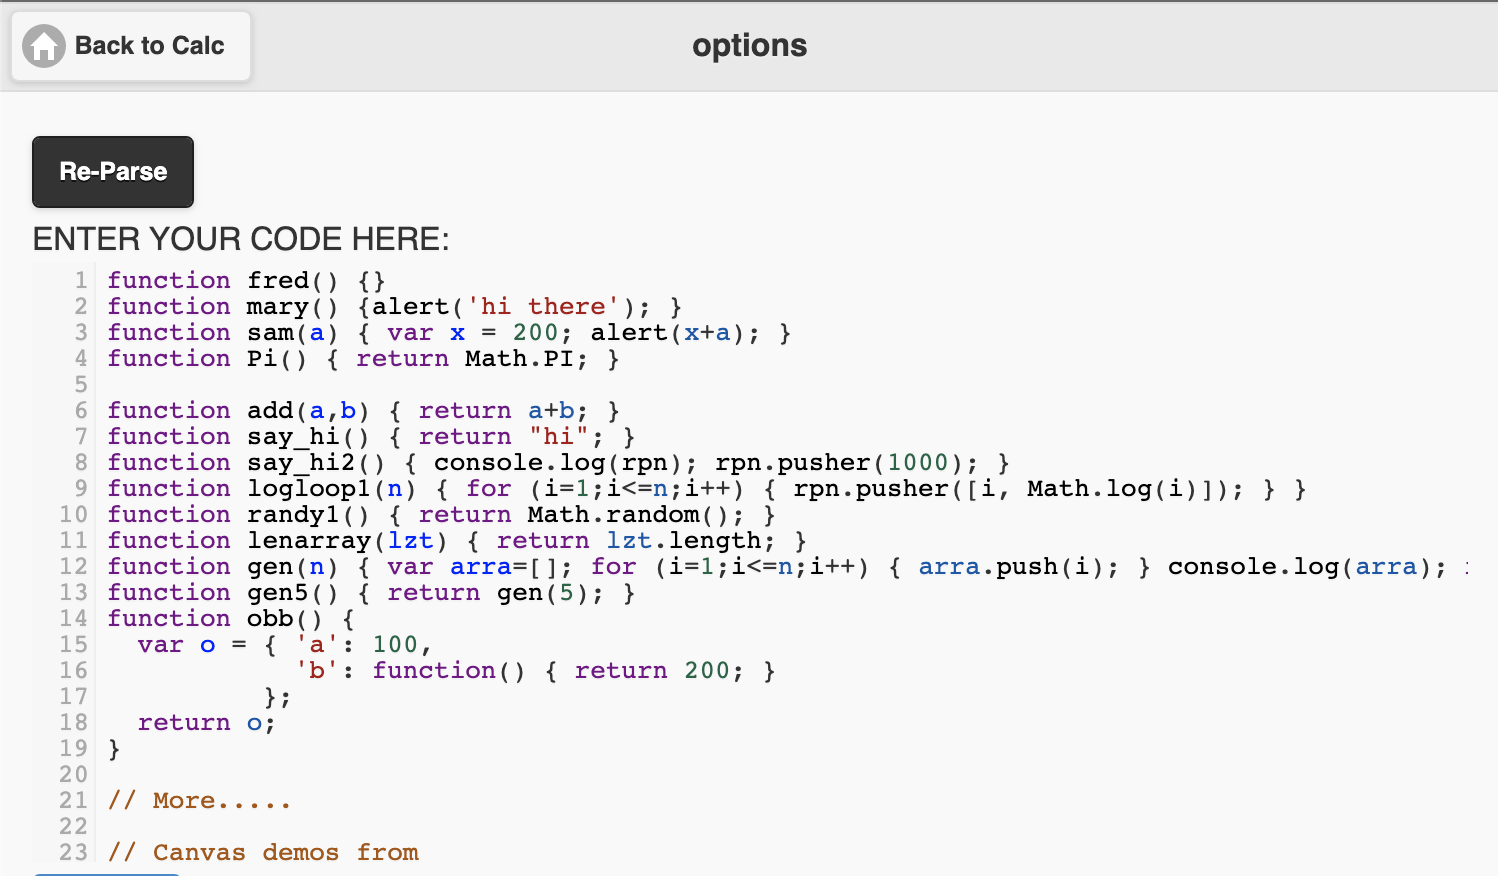 Back to Calc
options
Re-Parse
ENTER YOUR CODE HERE:
1 function fred() {}
2 function mary() {alert('hi there'); }
3 function sam(a) { var x = 200; alert(x+a); }
4 function Pi() { return Math.PI; }
5
6 function add(a,b) { return a+b; }
7 function say_hi() { return "hi"; }
8 function say_hi2() { console.log(rpn); rpn.pusher(1000); }
9 function logloop1(n) { for (i=1;i<=n;i++) { rpn.pusher([i, Math.log(i)]); } }
10 function randy1() { return Math.random(); }
11 function lenarray(lzt) { return lzt.length; }
12 function gen(n) { var arra=[]; for (i=1;i<=n;i++) { arra.push(i); } console.log(arra);
13 function gen5() { return gen(5); }
14 function obb() {
15   var o = { 'a': 100,
16             'b': function() { return 200; }
17           };
18   return o;
19 }
20
21 // More.....
22
23 // Canvas demos from